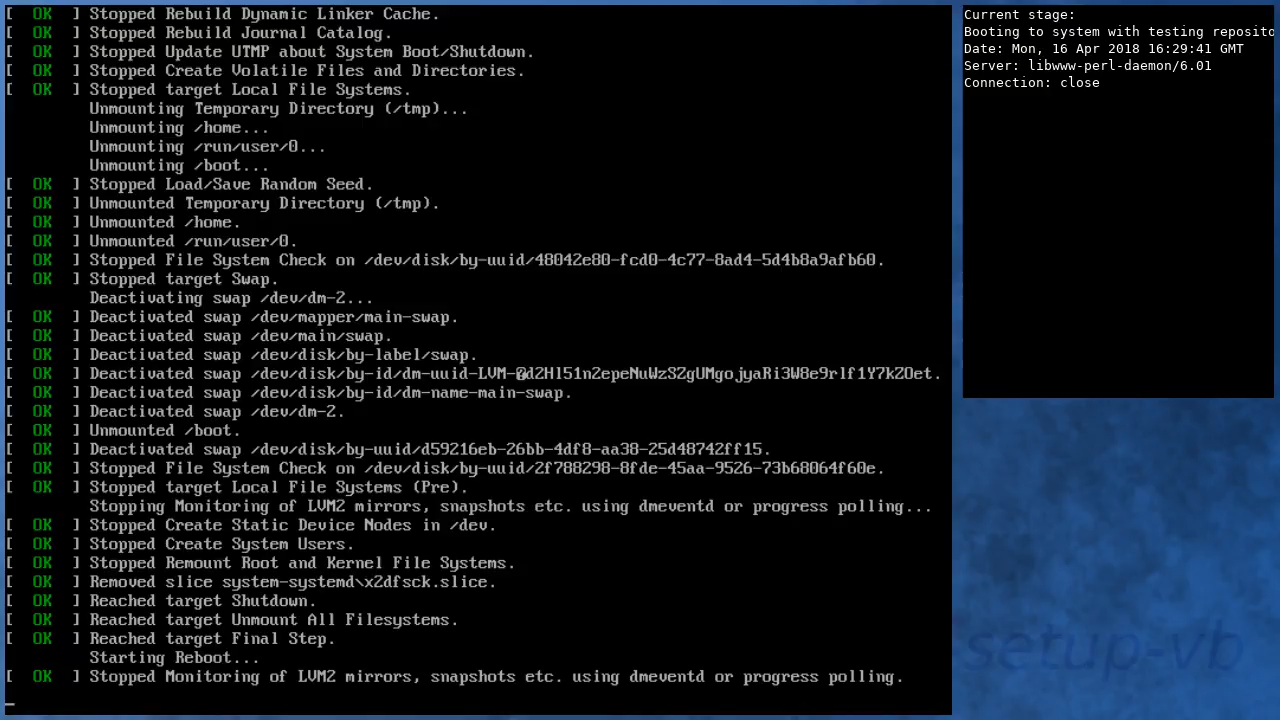 [  OK  ] Stopped Rebuild Dynamic Linker Cache.
[  OK  ] Stopped Rebuild Journal Catalog.
[  OK  ] Stopped Update UTMP about System Boot/Shutdown.
[  OK  ] Stopped Create Volatile Files and Directories.
[  OK  ] Stopped target Local File Systems.
Unmounting Temporary Directory (/tmp)...
Unmounting /home...
Unmounting /run/user/0...
Unmounting /boot...
[  OK  ] Stopped Load/Save Random Seed.
[  OK  ] Unmounted Temporary Directory (/tmp).
[  OK  ] Unmounted /home.
[  OK  ] Unmounted /run/user/0.
[  OK  ] Stopped File System Check on /dev/disk/by-uuid/48042e80-fcd0-4c77-8ad4-5d4b8a9afb60.
[  OK  ] Stopped target Swap.
Deactivating swap /dev/dm-2...
[  OK  ] Deactivated swap /dev/mapper/main-swap.
[  OK  ] Deactivated swap /dev/main/swap.
[  OK  ] Deactivated swap /dev/disk/by-label/swap.
[  OK  ] Deactivated swap
[  OK  ] Deactivated swap /dev/disk/by-id/dm-name-main-swap.
[  OK  ] Deactivated swap /dev/dm-2.
[  OK  ] Unmounted /boot.
[  OK  ] Deactivated swap /dev/disk/by-uuid/d59216eb-26bb-4df8-aa38-25d48742ff15.
[  OK  ] Stopped File System Check on /dev/disk/by-uuid/2f788298-8fde-45aa-9526-73b68064f60e.
[  OK  ] Stopped target Local File Systems (Pre).
Stopping Monitoring of LVM2 mirrors, snapshots etc. using dmeventd or progress polling...
[  OK  ] Stopped Create Static Device Nodes in /dev.
[  OK  ] Stopped Create System Users.
[  OK  ] Stopped Remount Root and Kernel File Systems.
[  OK  ] Removed slice system-systemd\x2dfsck.slice.
[  OK  ] Reached target Shutdown.
[  OK  ] Reached target Unmount All Filesystems.
[  OK  ] Reached target Final Step.
Starting Reboot...
[  OK  ] Stopped Monitoring of LVM2 mirrors, snapshots etc. using dmeventd or progress polling.
Current stage:
Booting to system with testing reposito
Date: Mon, 16 Apr 2018 16:29:41 GMT
Server: libwww-perl-daemon/6.01
Connection: close
setup-vb